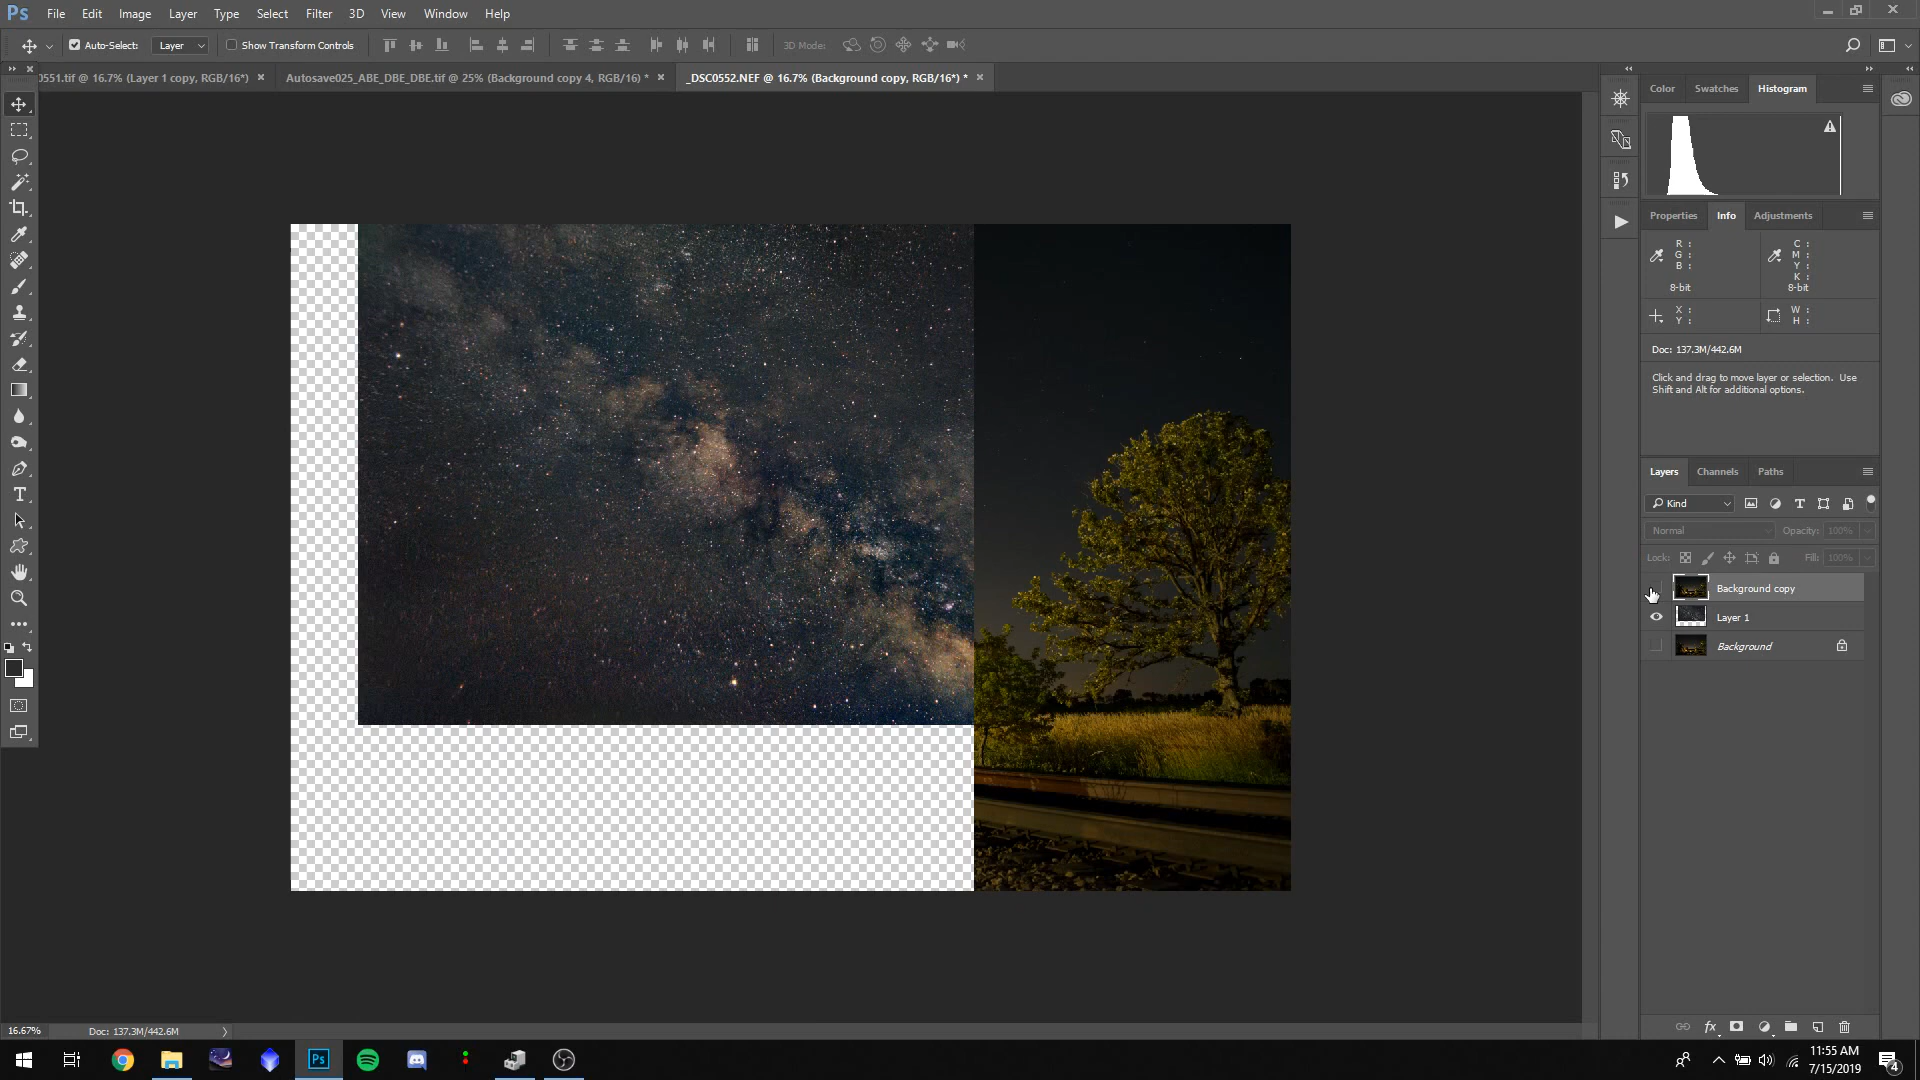 Ps File Edit Image Layer Type Select Filter 3D View Window Help
Auto-Select: Layer Show Transform Controls 3D Mode:
0551.tif @ 16.7% (Layer 1 copy, RGB/16*) × Autosave025_ABE_DBE_DBE.tif @ 25% (Background copy 4, RGB/16) * × _DSC0552.NEF @ 16.7% (Background copy, RGB/16*) * ×
Color Swatches Histogram
Properties Info Adjustments
R : C :
G : M :
B : Y :
K :
8-bit 8-bit
X : W :
Y : H :
Doc: 137.3M/442.6M
Click and drag to move layer or selection. Use
Shift and Alt for additional options.
Layers Channels Paths
Kind
Normal Opacity: 100%
Lock: Fill: 100%
Background copy
Layer 1
Background
fx
16.67% Doc: 137.3M/442.6M
Ps
11:55 AM
7/15/2019
4